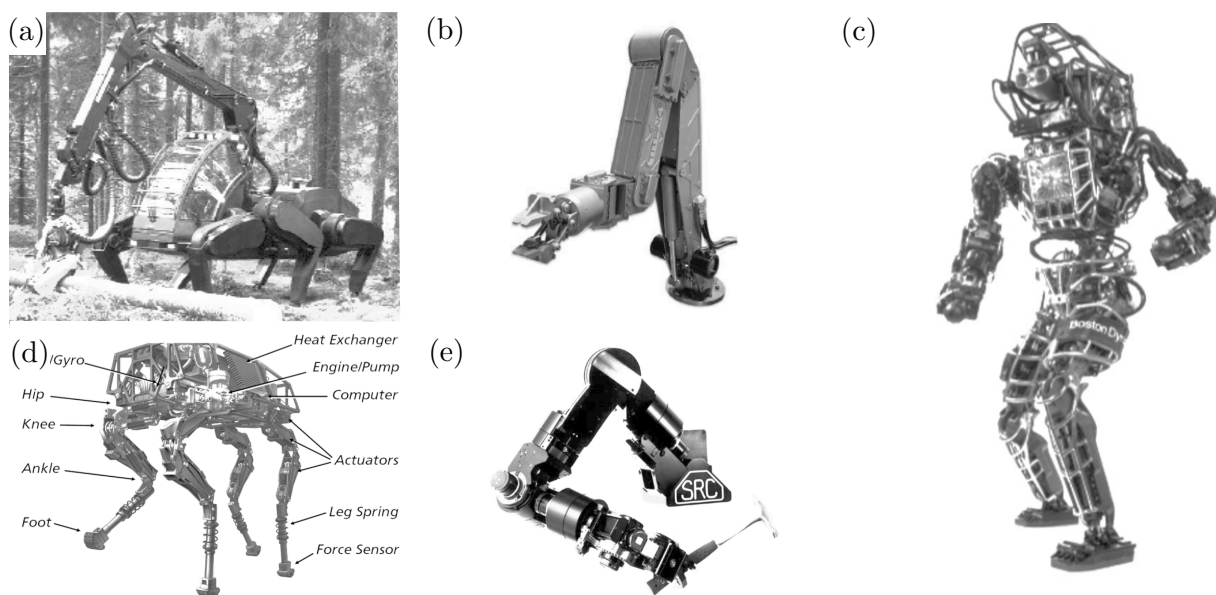 (a)
(b)
(c)
(d)
(e)
/Gyro
Hip
Knee
Ankle
Foot
Heat Exchanger
Engine/Pump
Computer
Actuators
Leg Spring
Force Sensor
SRC
Boston Dy